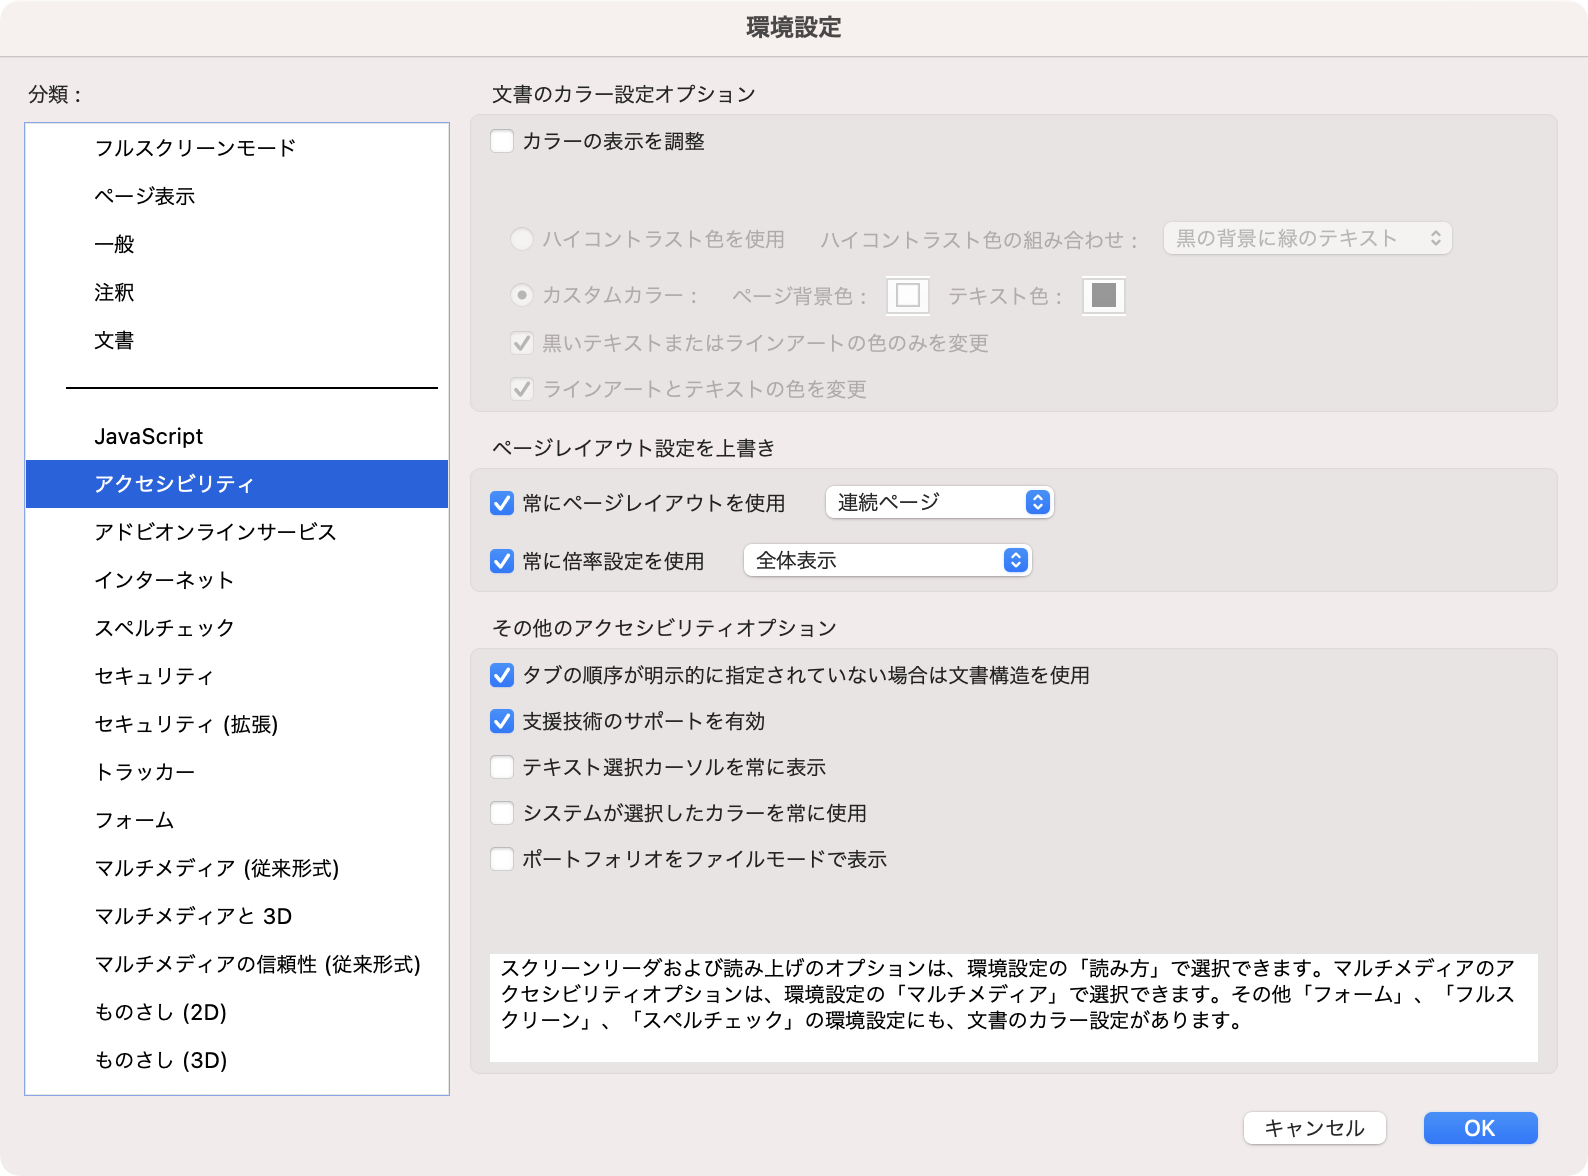 環境設定
分類：
フルスクリーンモード
ページ表示
一般
注釈
文書
JavaScript
アクセシビリティ
アドビオンラインサービス
インターネット
スペルチェック
セキュリティ
セキュリティ (拡張)
トラッカー
フォーム
マルチメディア (従来形式)
マルチメディアと 3D
マルチメディアの信頼性 (従来形式)
ものさし (2D)
ものさし (3D)
文書のカラー設定オプション
カラーの表示を調整
ハイコントラスト色を使用 ハイコントラスト色の組み合わせ： 黒の背景に緑のテキスト
カスタムカラー： ページ背景色： テキスト色：
黒いテキストまたはラインアートの色のみを変更
ラインアートとテキストの色を変更
ページレイアウト設定を上書き
常にページレイアウトを使用 連続ページ
常に倍率設定を使用 全体表示
その他のアクセシビリティオプション
タブの順序が明示的に指定されていない場合は文書構造を使用
支援技術のサポートを有効
テキスト選択カーソルを常に表示
システムが選択したカラーを常に使用
ポートフォリオをファイルモードで表示
スクリーンリーダおよび読み上げのオプションは、環境設定の「読み方」で選択できます。マルチメディアのア
クセシビリティオプションは、環境設定の「マルチメディア」で選択できます。その他「フォーム」、「フルス
クリーン」、「スペルチェック」の環境設定にも、文書のカラー設定があります。
キャンセル OK